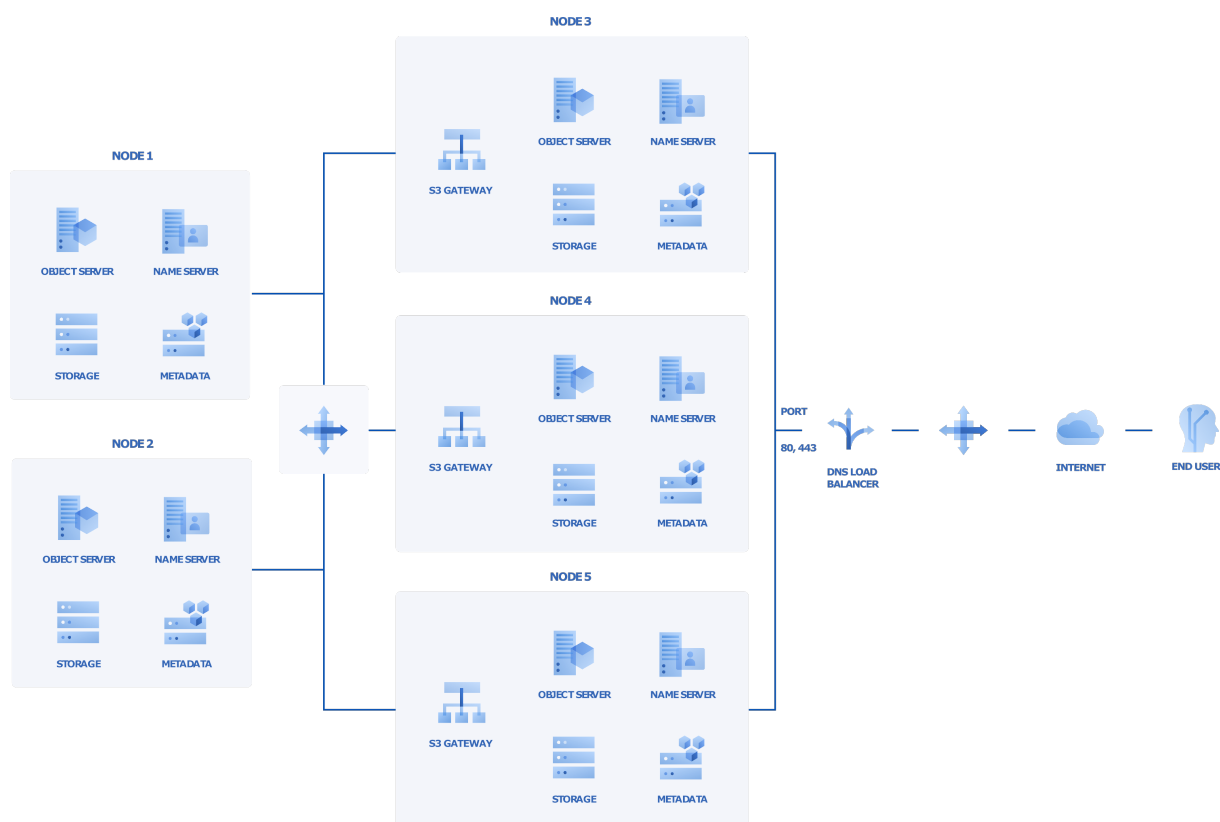 NODE 1
OBJECT SERVER
NAME SERVER
STORAGE
METADATA
NODE 2
OBJECT SERVER
NAME SERVER
STORAGE
METADATA
NODE 3
S3 GATEWAY
OBJECT SERVER
NAME SERVER
STORAGE
METADATA
NODE 4
S3 GATEWAY
OBJECT SERVER
NAME SERVER
STORAGE
METADATA
NODE 5
S3 GATEWAY
OBJECT SERVER
NAME SERVER
STORAGE
METADATA
PORT
80, 443
DNS LOAD
BALANCER
INTERNET
END USER